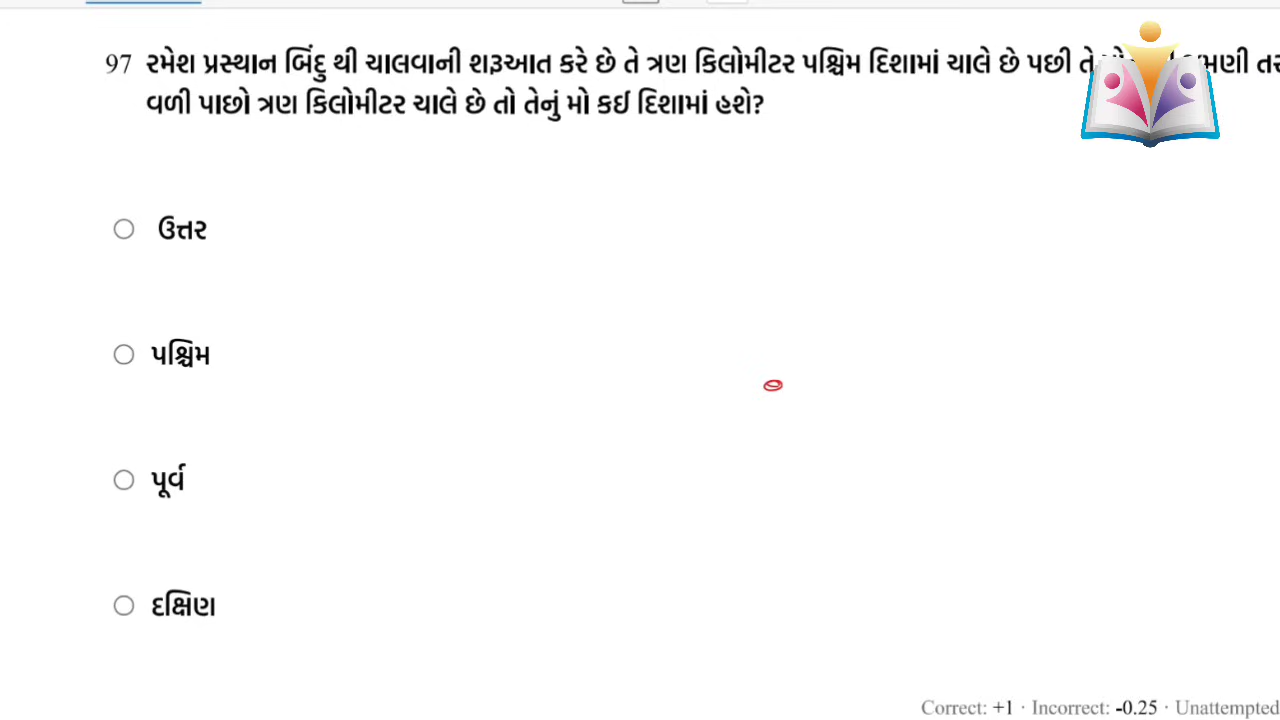 97 રમેશ પ્રસ્થાન બિંદુ થી ચાલવાની શરૂઆત કરે છે તે ત્રણ કિલોમીટર પશ્ચિમ દિશામાં ચાલે છે પછી
વળી પાછો ત્રણ કિલોમીટર ચાલે છે તો તેનું મો કઈ દિશામાં હશે?
ઉત્તર
પશ્ચિમ
પૂર્વ
દક્ષિણ
Correct: +1 · Incorrect: -0.25 · Unattempted